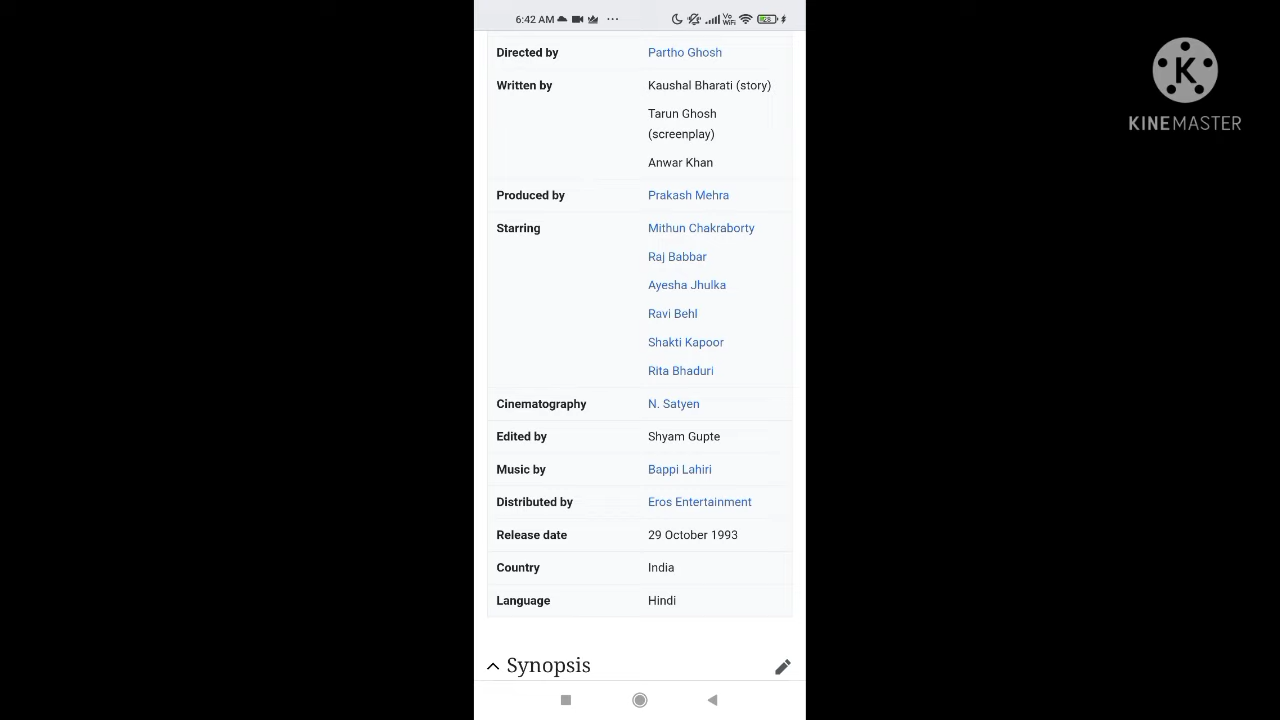 6:42 AM
Directed by Partho Ghosh
Written by Kaushal Bharati (story)
Tarun Ghosh
(screenplay)
Anwar Khan
Produced by Prakash Mehra
Starring Mithun Chakraborty
Raj Babbar
Ayesha Jhulka
Ravi Behl
Shakti Kapoor
Rita Bhaduri
Cinematography N. Satyen
Edited by Shyam Gupte
Music by Bappi Lahiri
Distributed by Eros Entertainment
Release date 29 October 1993
Country India
Language Hindi
Synopsis
K
KINEMASTER